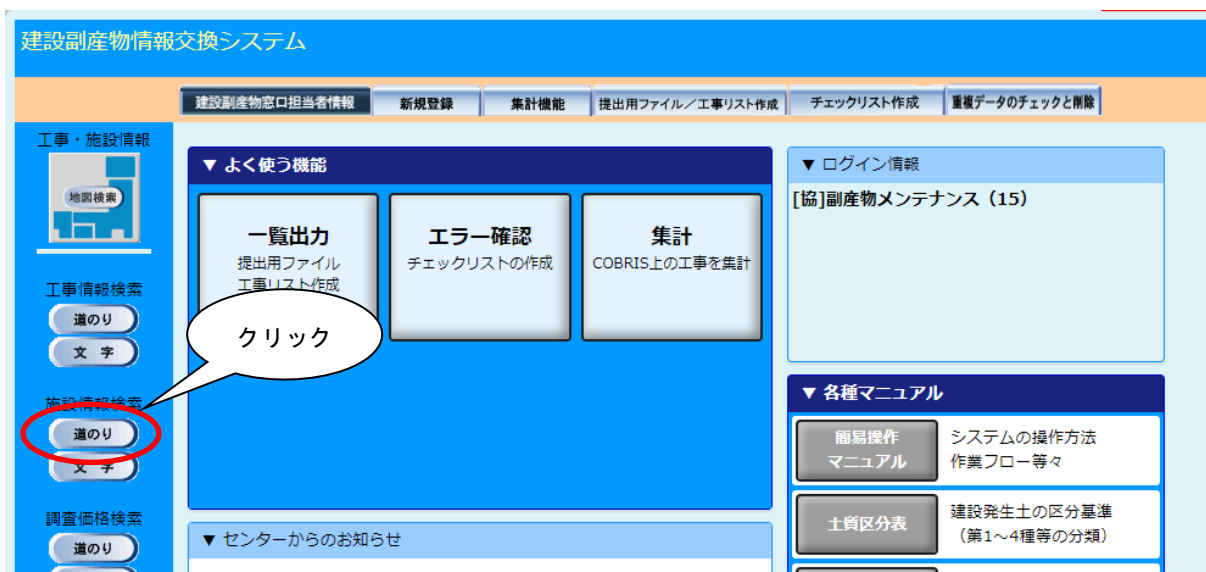 建設副産物情報交換システム
建設副産物窓口担当者情報
新規登録
集計機能
提出用ファイル／工事リスト作成
チェックリスト作成
重複データのチェックと削除
工事・施設情報
地図検索
工事情報検索
道のり
文 字
施設情報検索
道のり
文 字
調査価格検索
道のり
▼ よく使う機能
一覧出力
提出用ファイル
工事リスト作成
エラー確認
チェックリストの作成
集計
COBRIS上の工事を集計
クリック
▼ センターからのお知らせ
▼ ログイン情報
[協]副産物メンテナンス（15）
▼ 各種マニュアル
簡易操作
マニュアル
システムの操作方法
作業フロー等々
土質区分表
建設発生土の区分基準
（第1～4種等の分類）